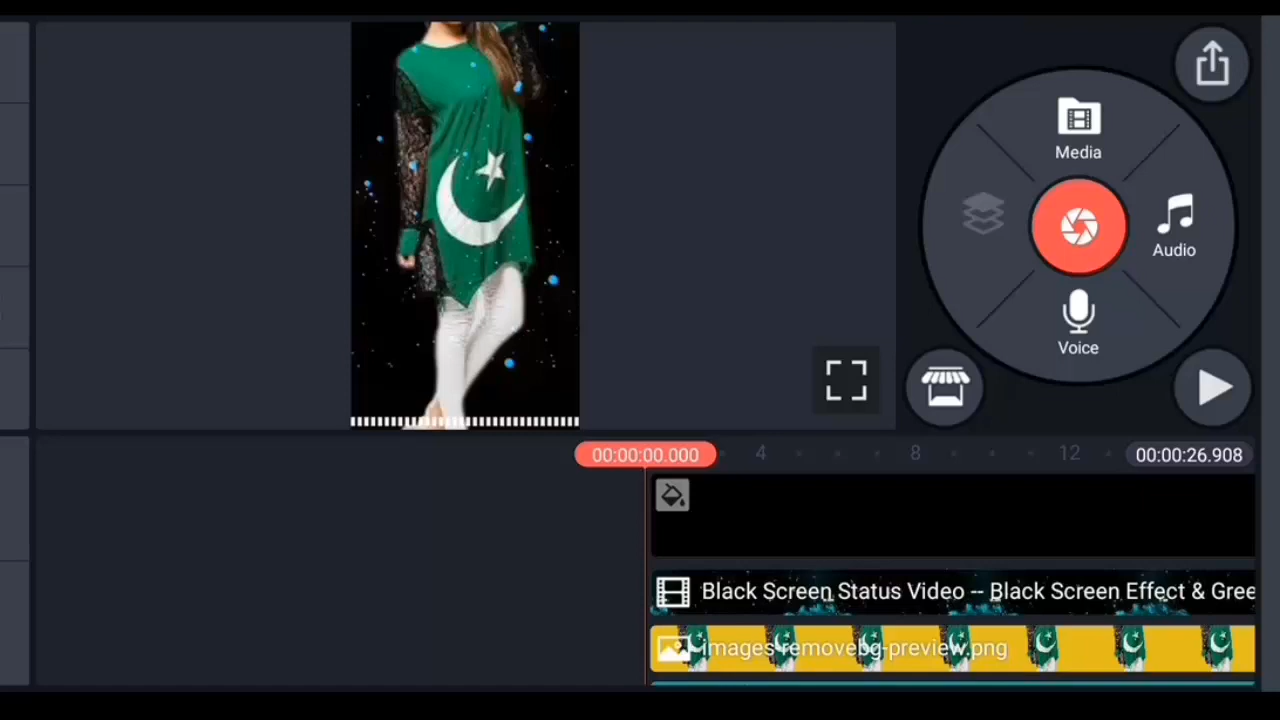 Media
Audio
Voice
00:00:00.000
4
8
12
00:00:26.908
Black Screen Status Video -- Black Screen Effect & Gree
images-removebg-preview.png